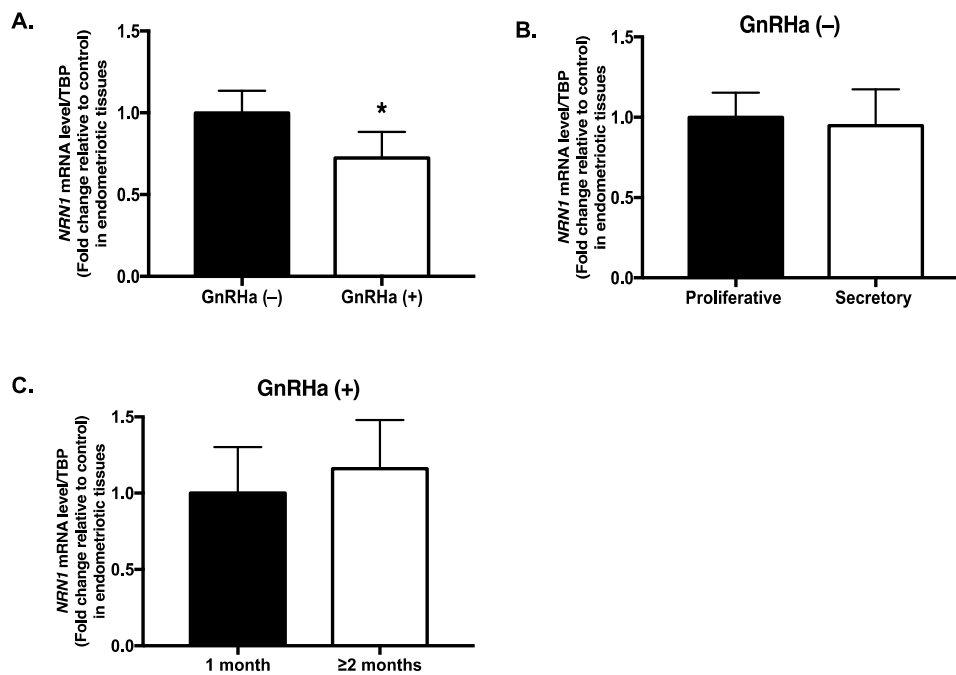 A.
NRN1 mRNA level/TBP
(Fold change relative to control)
in endometriotic tissues
1.5
1.0
0.5
0.0
*
GnRHa (–)
GnRHa (+)
B.
GnRHa (–)
NRN1 mRNA level/TBP
(Fold change relative to control)
in endometriotic tissues
1.5
1.0
0.5
0.0
Proliferative
Secretory
C.
GnRHa (+)
NRN1 mRNA level/TBP
(Fold change relative to control)
in endometriotic tissues
1.5
1.0
0.5
0.0
1 month
≥2 months